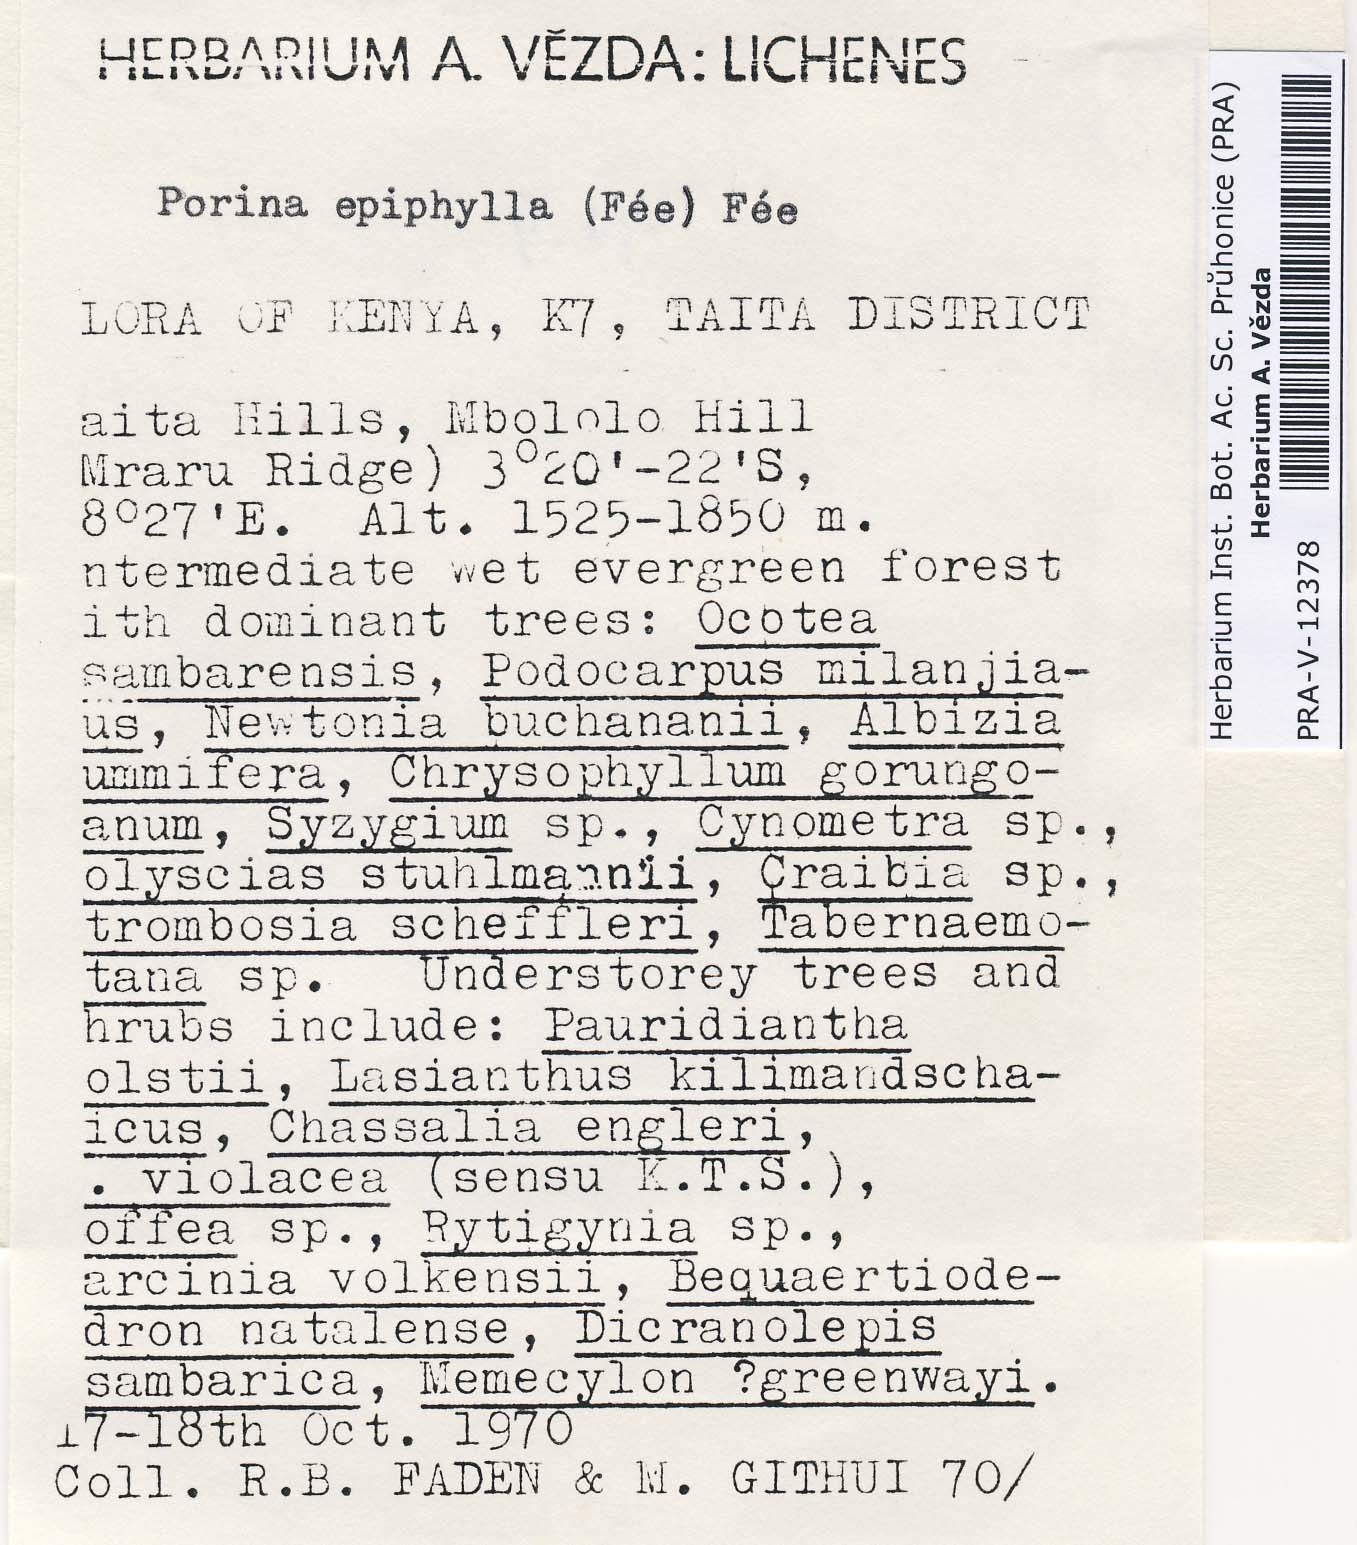 HERBARIUM A. VĚZDA: LICHENES
Porina epiphylla (Fée) Fée
LORA OF KENYA, K7, TAITA DISTRICT
aita Hills, Mbololo Hill
Mraru Ridge) 3°20'-22'S,
8°27'E. Alt. 1525-1850 m.
ntermediate wet evergreen forest
ith dominant trees: Ocotea
sambarensis, Podocarpus milanjia-
us, Newtonia buchananii, Albizia
ummifera, Chrysophyllum gorungo-
anum, Syzygium sp., Cynometra sp.,
olyscias stuhlmannii, Craibia sp.,
trombosia scheffleri, Tabernaemo-
tana sp. Understorey trees and
hrubs include: Pauridiantha
olstii, Lasianthus kilimandscha-
icus, Chassalia engleri,
. violacea (sensu K.T.S.),
offea sp., Rytigynia sp.,
arcinia volkensii, Bequaertiode-
dron natalense, Dicranolepis
sambarica, Memecylon ?greenwayi.
17-18th Oct. 1970
Coll. R.B. FADEN & M. GITHUI 70/
Herbarium Inst. Bot. Ac. Sc. Průhonice (PRA)
Herbarium A. Vězda
PRA-V-12378